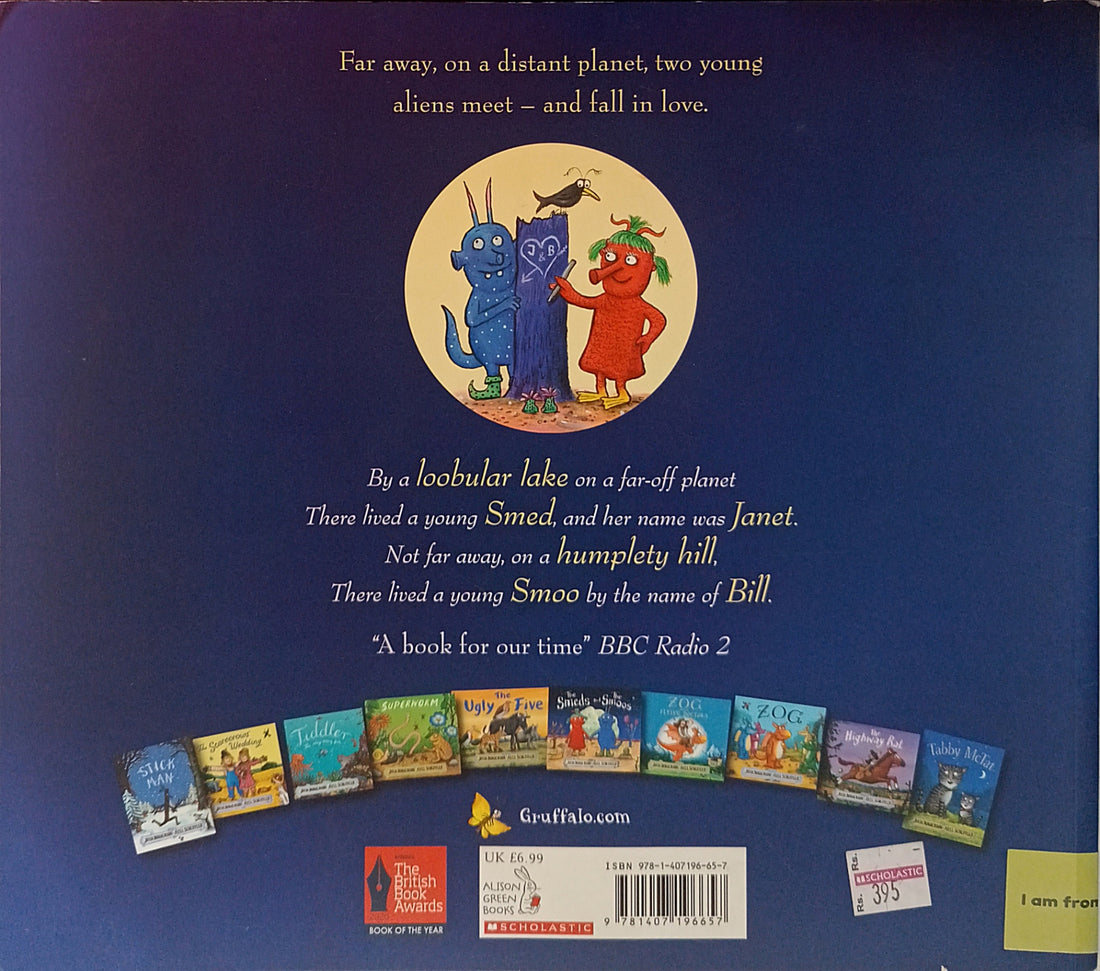 Far away, on a distant planet, two young
aliens meet – and fall in love.
J
&
B
By a loobular lake on a far-off planet
There lived a young Smed, and her name was Janet.
Not far away, on a humplety hill,
There lived a young Smoo by the name of Bill.
“A book for our time” BBC Radio 2
STICK MAN
The Scarecrows' Wedding
Tiddler
SUPERWORM
The Ugly Five
The Smeds and The Smoos
ZOG
ZOG
The Highway Rat
Tabby McTat
Gruffalo.com
The
British
Book
Awards
BOOK OF THE YEAR
UK £6.99
ALISON
GREEN
BOOKS
SCHOLASTIC
ISBN 978-1-407196-65-7
9 781407 196657
Rs.
SCHOLASTIC
Rs. 395
I am from